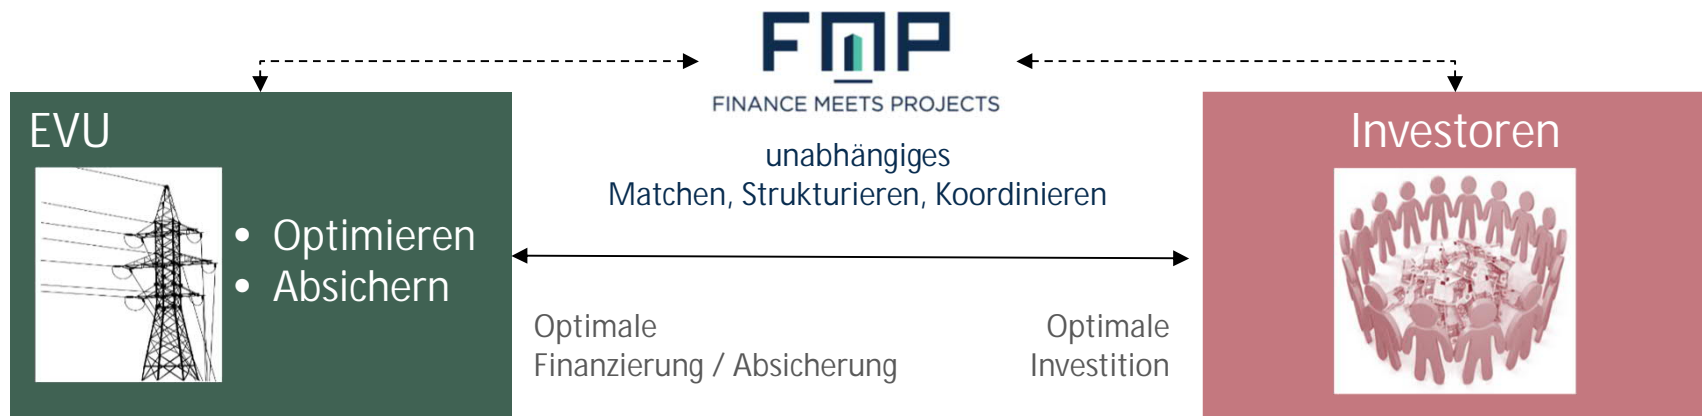 FMP
FINANCE MEETS PROJECTS
unabhängiges
Matchen, Strukturieren, Koordinieren
EVU
• Optimieren
• Absichern
Optimale
Finanzierung / Absicherung
Optimale
Investition
Investoren